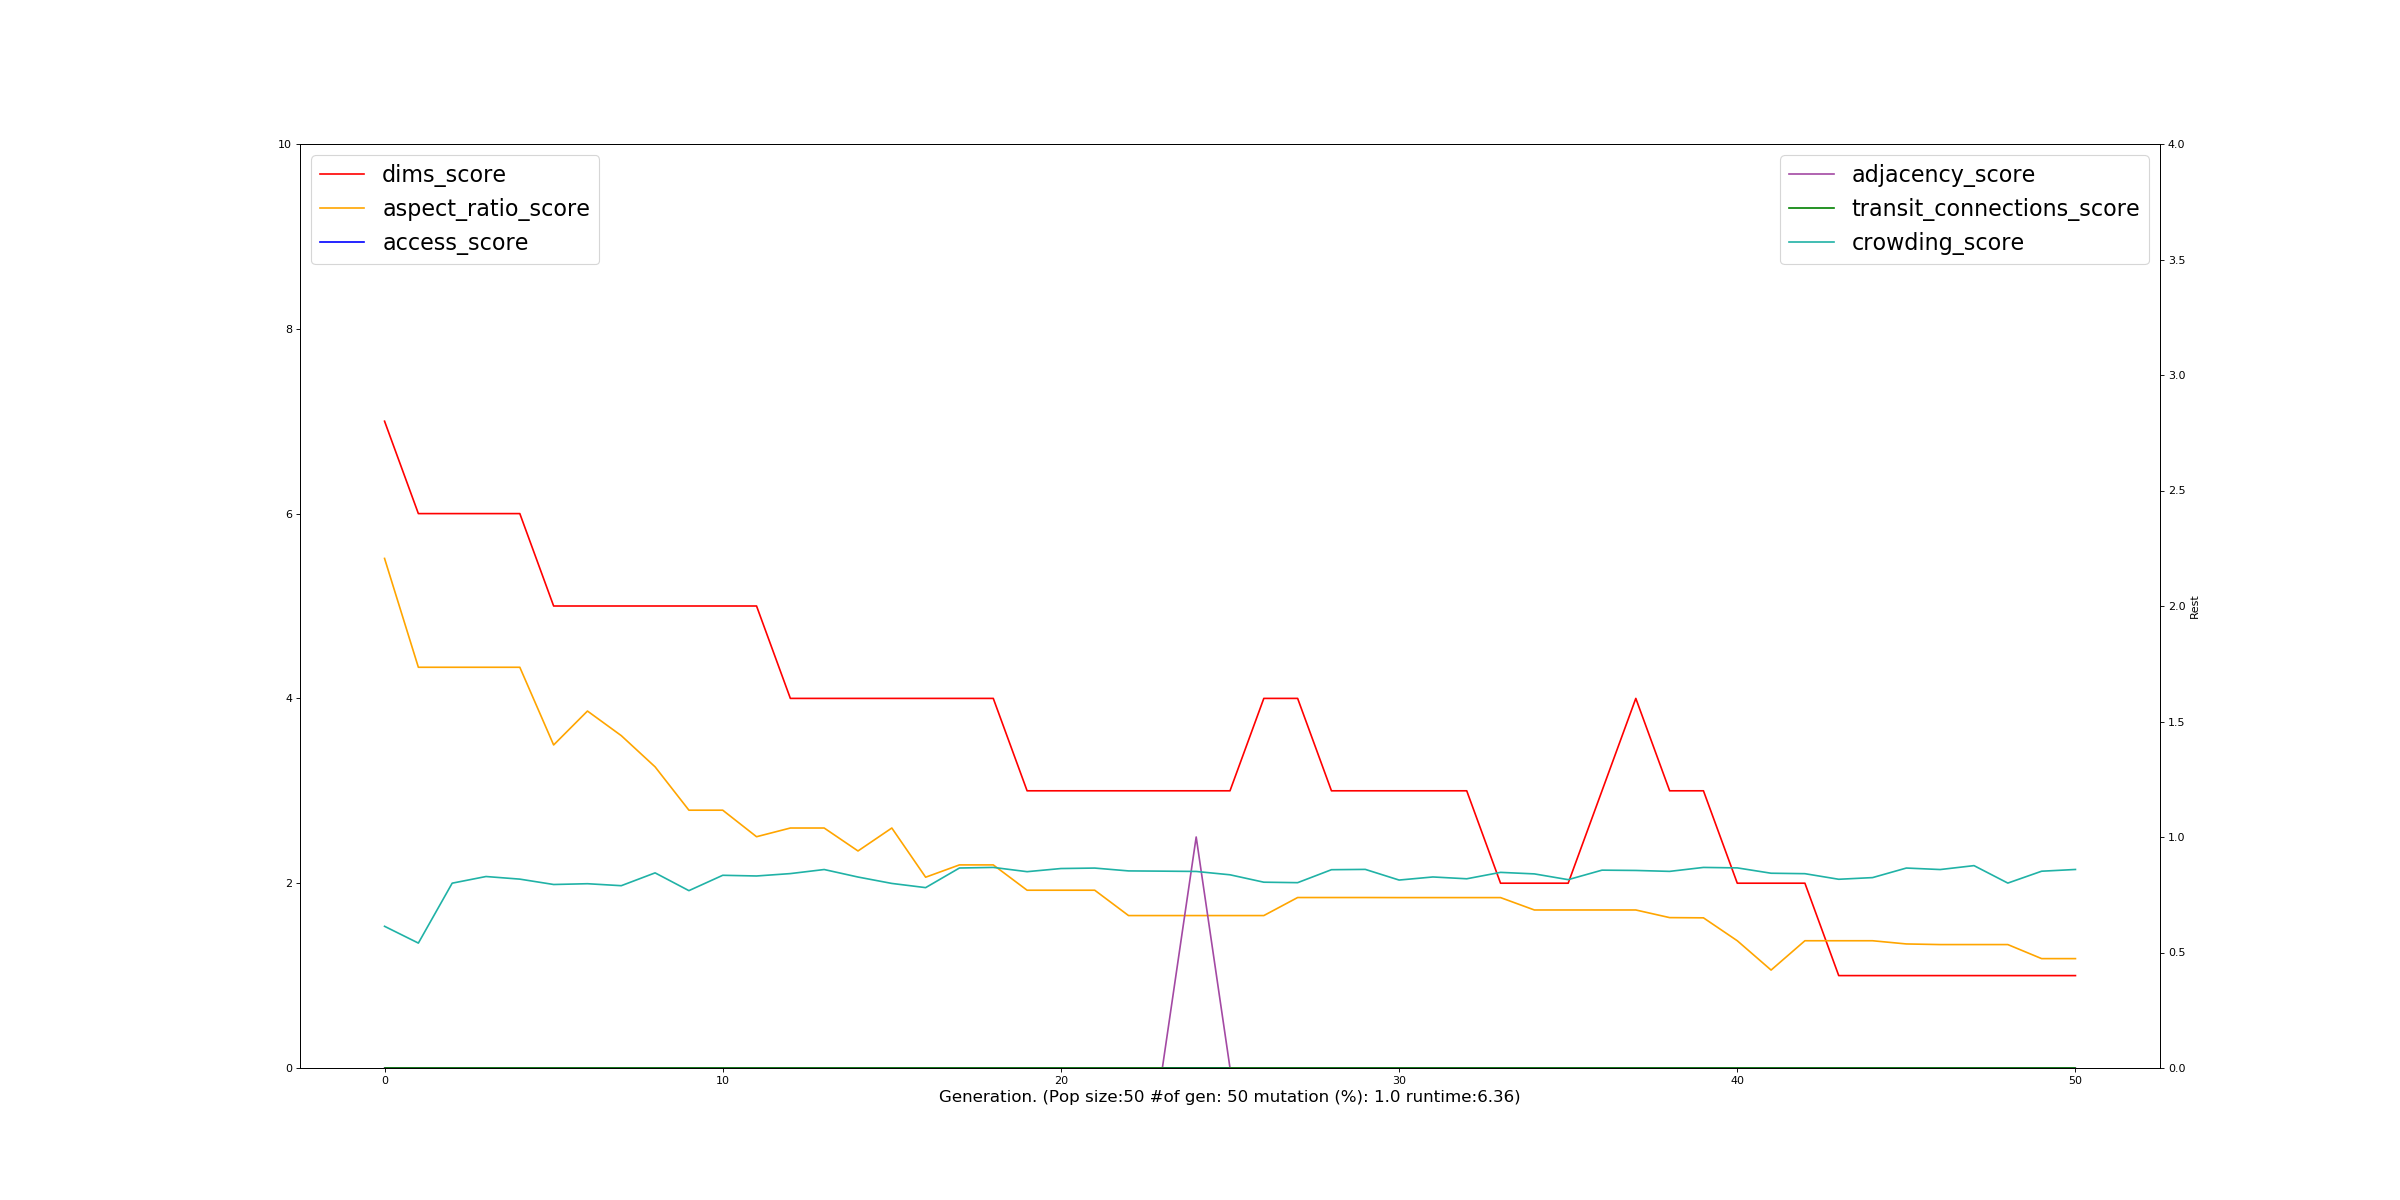 dims_score
aspect_ratio_score
access_score
adjacency_score
transit_connections_score
crowding_score
10
8
6
4
2
0
4.0
3.5
3.0
2.5
2.0
1.5
1.0
0.5
0.0
Rest
0 10 20 30 40 50
Generation. (Pop size:50 #of gen: 50 mutation (%): 1.0 runtime:6.36)